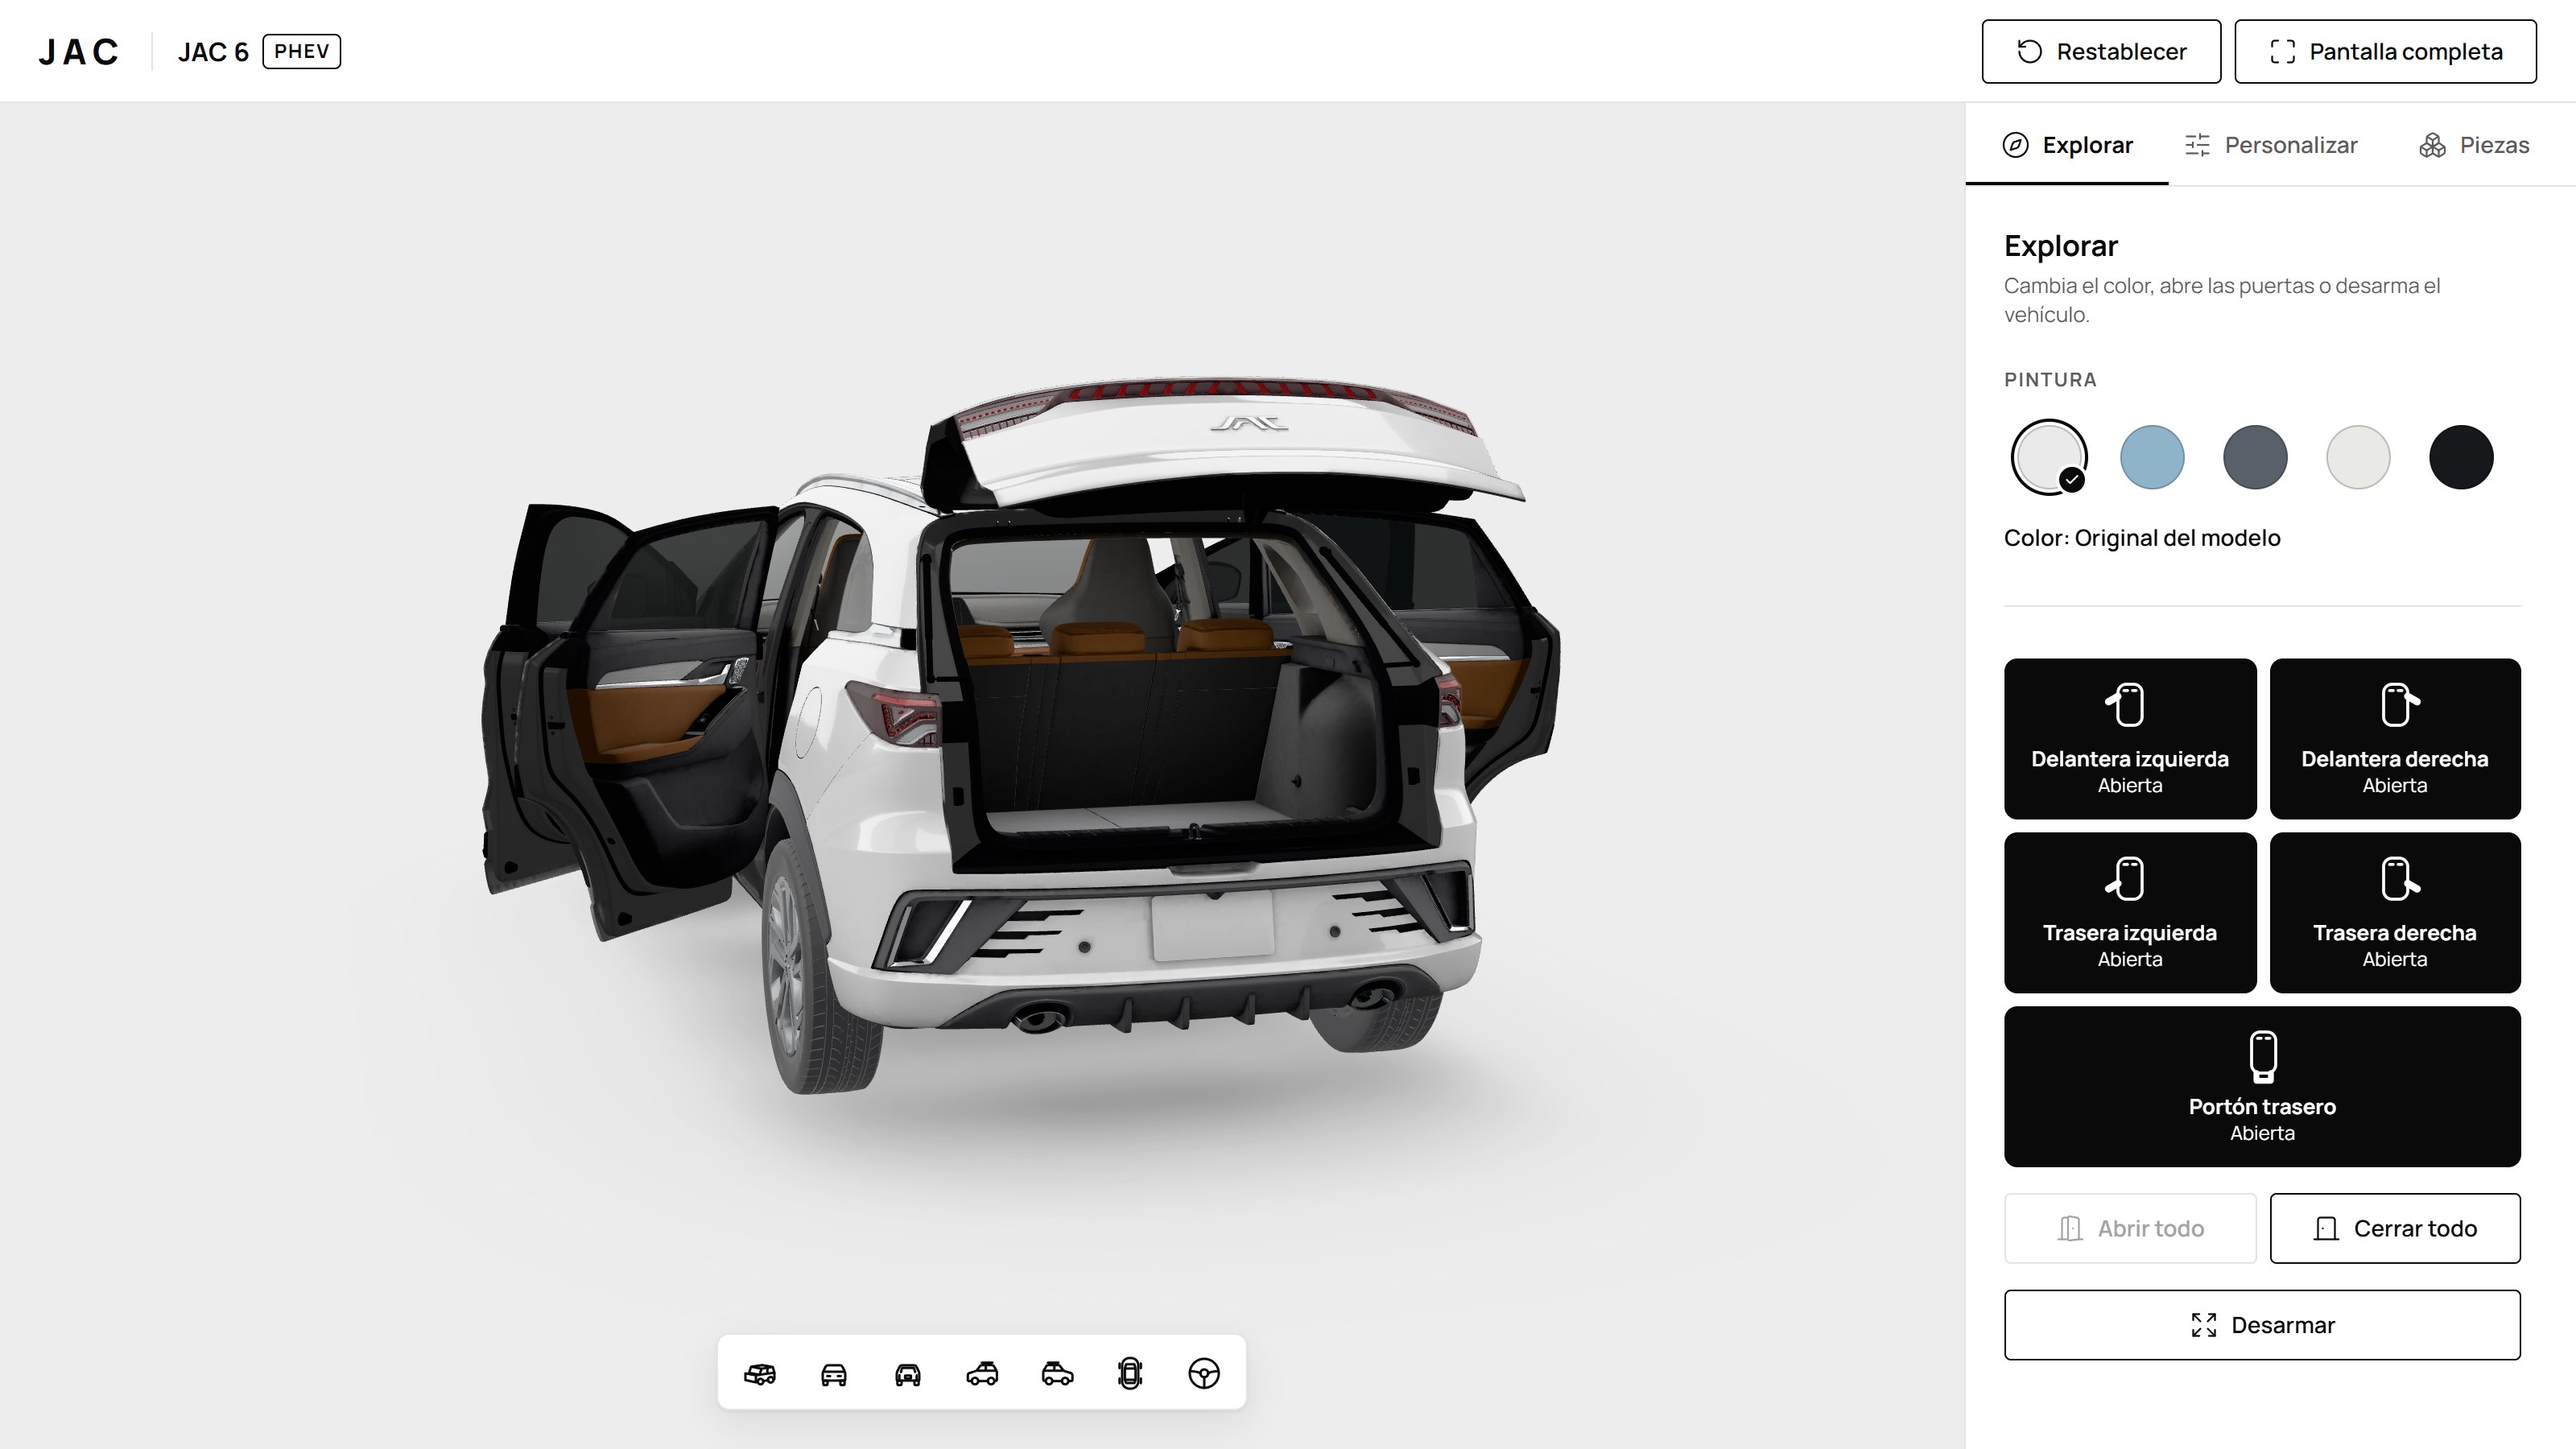 JAC
JAC 6 PHEV
Restablecer
Pantalla completa
Explorar
Personalizar
Piezas
Explorar
Cambia el color, abre las puertas o desarma el
vehículo.
PINTURA
Color: Original del modelo
JAC
Delantera izquierda
Abierta
Delantera derecha
Abierta
Trasera izquierda
Abierta
Trasera derecha
Abierta
Portón trasero
Abierta
Abrir todo
Cerrar todo
Desarmar